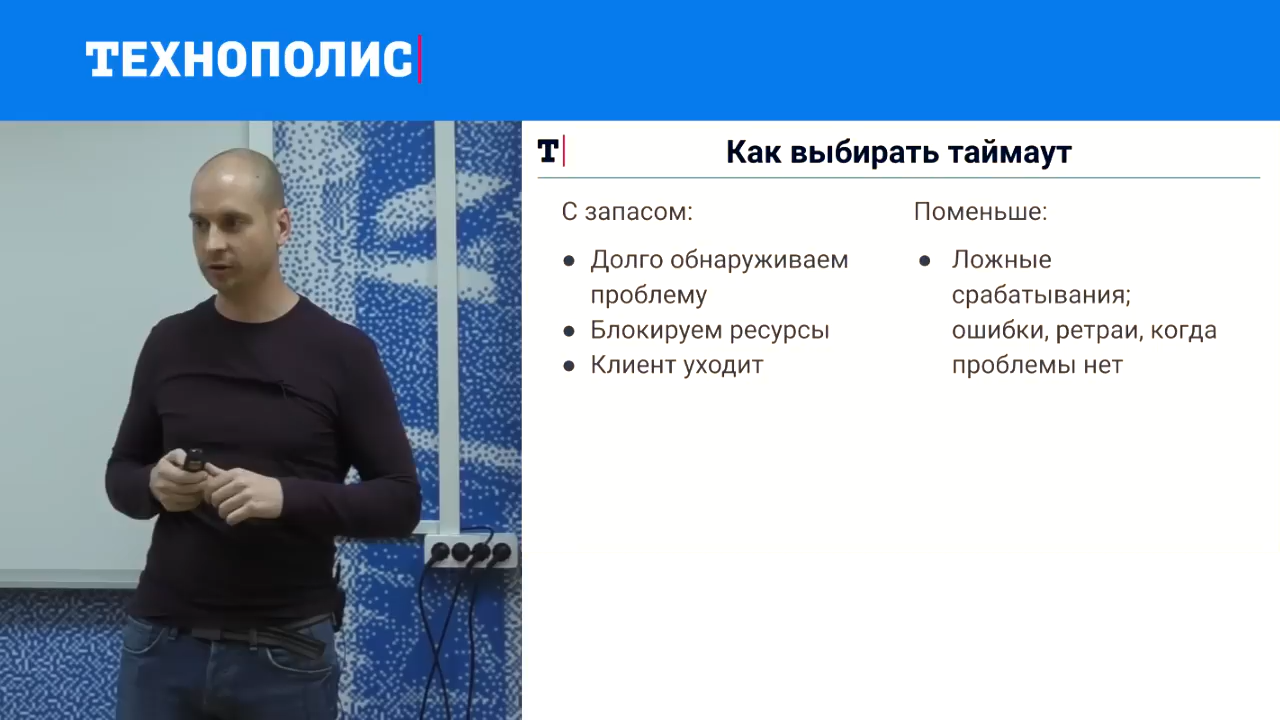 ТЕХНОПОЛИС
Т
Как выбирать таймаут
С запасом:
Долго обнаруживаем
проблему
Блокируем ресурсы
Клиент уходит
Поменьше:
Ложные
срабатывания;
ошибки, ретраи, когда
проблемы нет